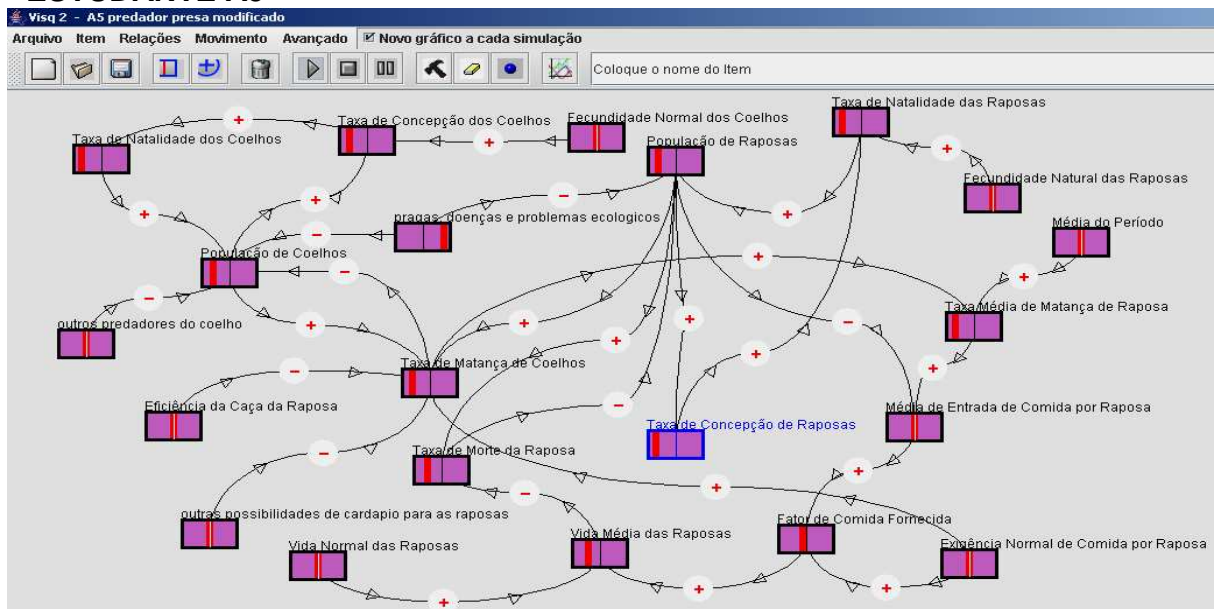 Visq 2 - A5 predador presa modificado
Arquivo Item Relações Movimento Avançado Novo gráfico a cada simulação
Coloque o nome do Item
Taxa de Natalidade das Raposas
Taxa de Natalidade dos Coelhos
Taxa de Concepção dos Coelhos
Fecundidade Normal dos Coelhos
População de Raposas
Fecundidade Natural das Raposas
pragas, doenças e problemas ecologicos
Média do Período
População de Coelhos
outros predadores do coelho
Taxa Média de Matança de Raposa
Taxa de Matança de Coelhos
Eficiência da Caça da Raposa
Média de Entrada de Comida por Raposa
Taxa de Concepção de Raposas
Taxa de Morte da Raposa
outras possibilidades de cardapio para as raposas
Vida Normal das Raposas
Vida Média das Raposas
Fator de Comida Fornecida
Exigência Normal de Comida por Raposa